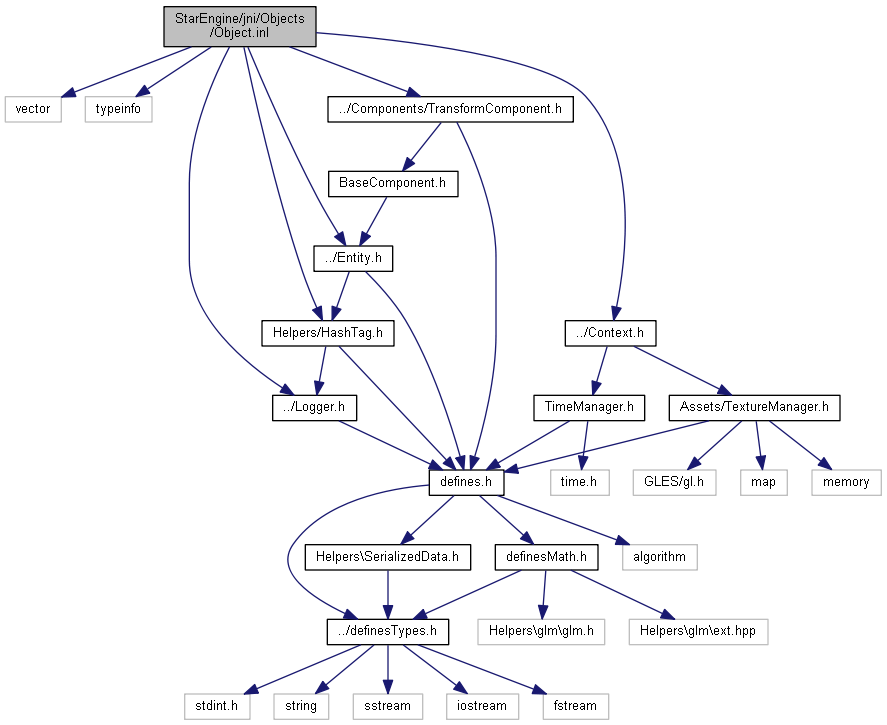 StarEngine/jni/Objects
/Object.inl
vector
typeinfo
../Components/TransformComponent.h
BaseComponent.h
../Entity.h
Helpers/HashTag.h
../Context.h
../Logger.h
TimeManager.h
Assets/TextureManager.h
defines.h
time.h
GLES/gl.h
map
memory
Helpers\SerializedData.h
definesMath.h
algorithm
../definesTypes.h
Helpers\glm\glm.h
Helpers\glm\ext.hpp
stdint.h
string
sstream
iostream
fstream